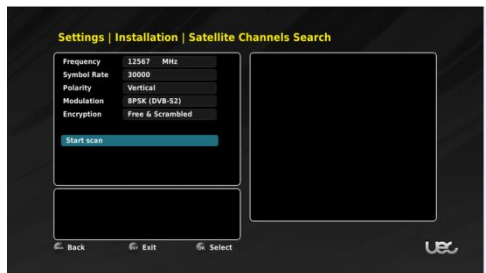 Settings | Installation | Satellite Channels Search
Frequency 12567 MHz
Symbol Rate 30000
Polarity Vertical
Modulation 8PSK (DVB-S2)
Encryption Free & Scrambled
Start scan
Back Exit OK Select
UEC